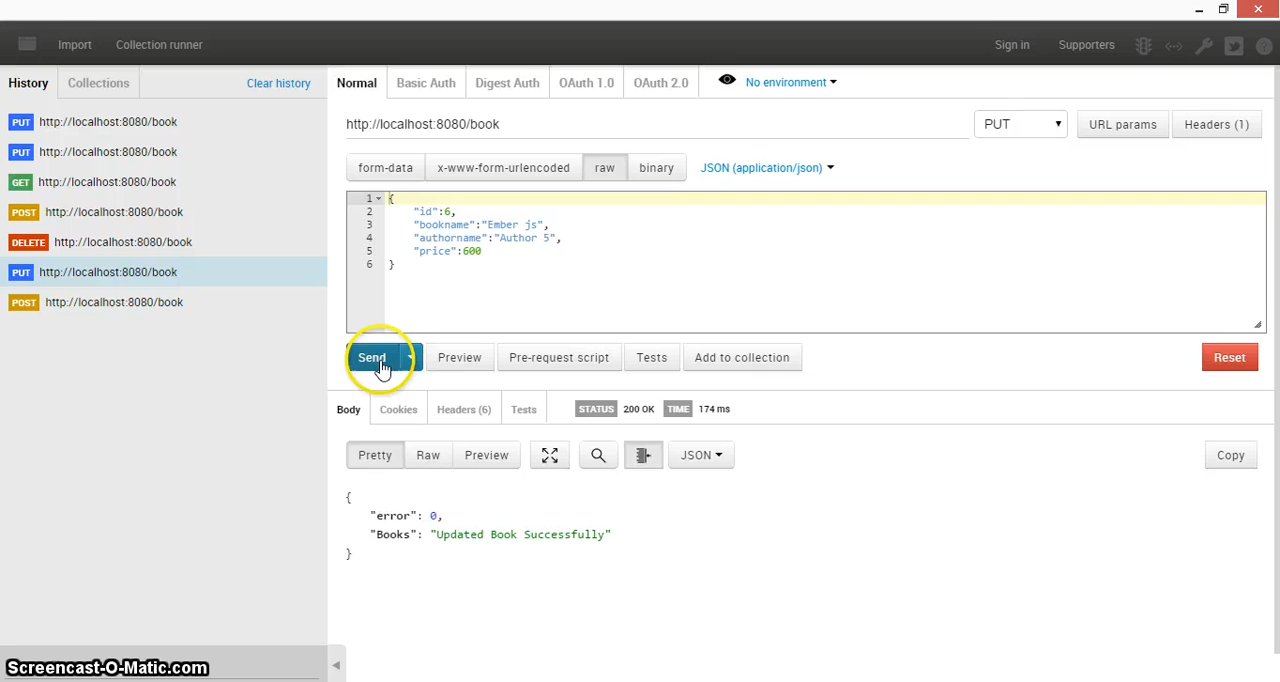 Import Collection runner Sign in Supporters
History Collections Clear history
PUT http://localhost:8080/book
PUT http://localhost:8080/book
GET http://localhost:8080/book
POST http://localhost:8080/book
DELETE http://localhost:8080/book
PUT http://localhost:8080/book
POST http://localhost:8080/book
Normal Basic Auth Digest Auth OAuth 1.0 OAuth 2.0 No environment
http://localhost:8080/book PUT URL params Headers (1)
form-data x-www-form-urlencoded raw binary JSON (application/json)
1 {
2 "id":6,
3 "bookname":"Ember js",
4 "authorname":"Author 5",
5 "price":600
6 }
Send Preview Pre-request script Tests Add to collection Reset
Body Cookies Headers (6) Tests STATUS 200 OK TIME 174 ms
Pretty Raw Preview JSON Copy
{
"error": 0,
"Books": "Updated Book Successfully"
}
Screencast-O-Matic.com